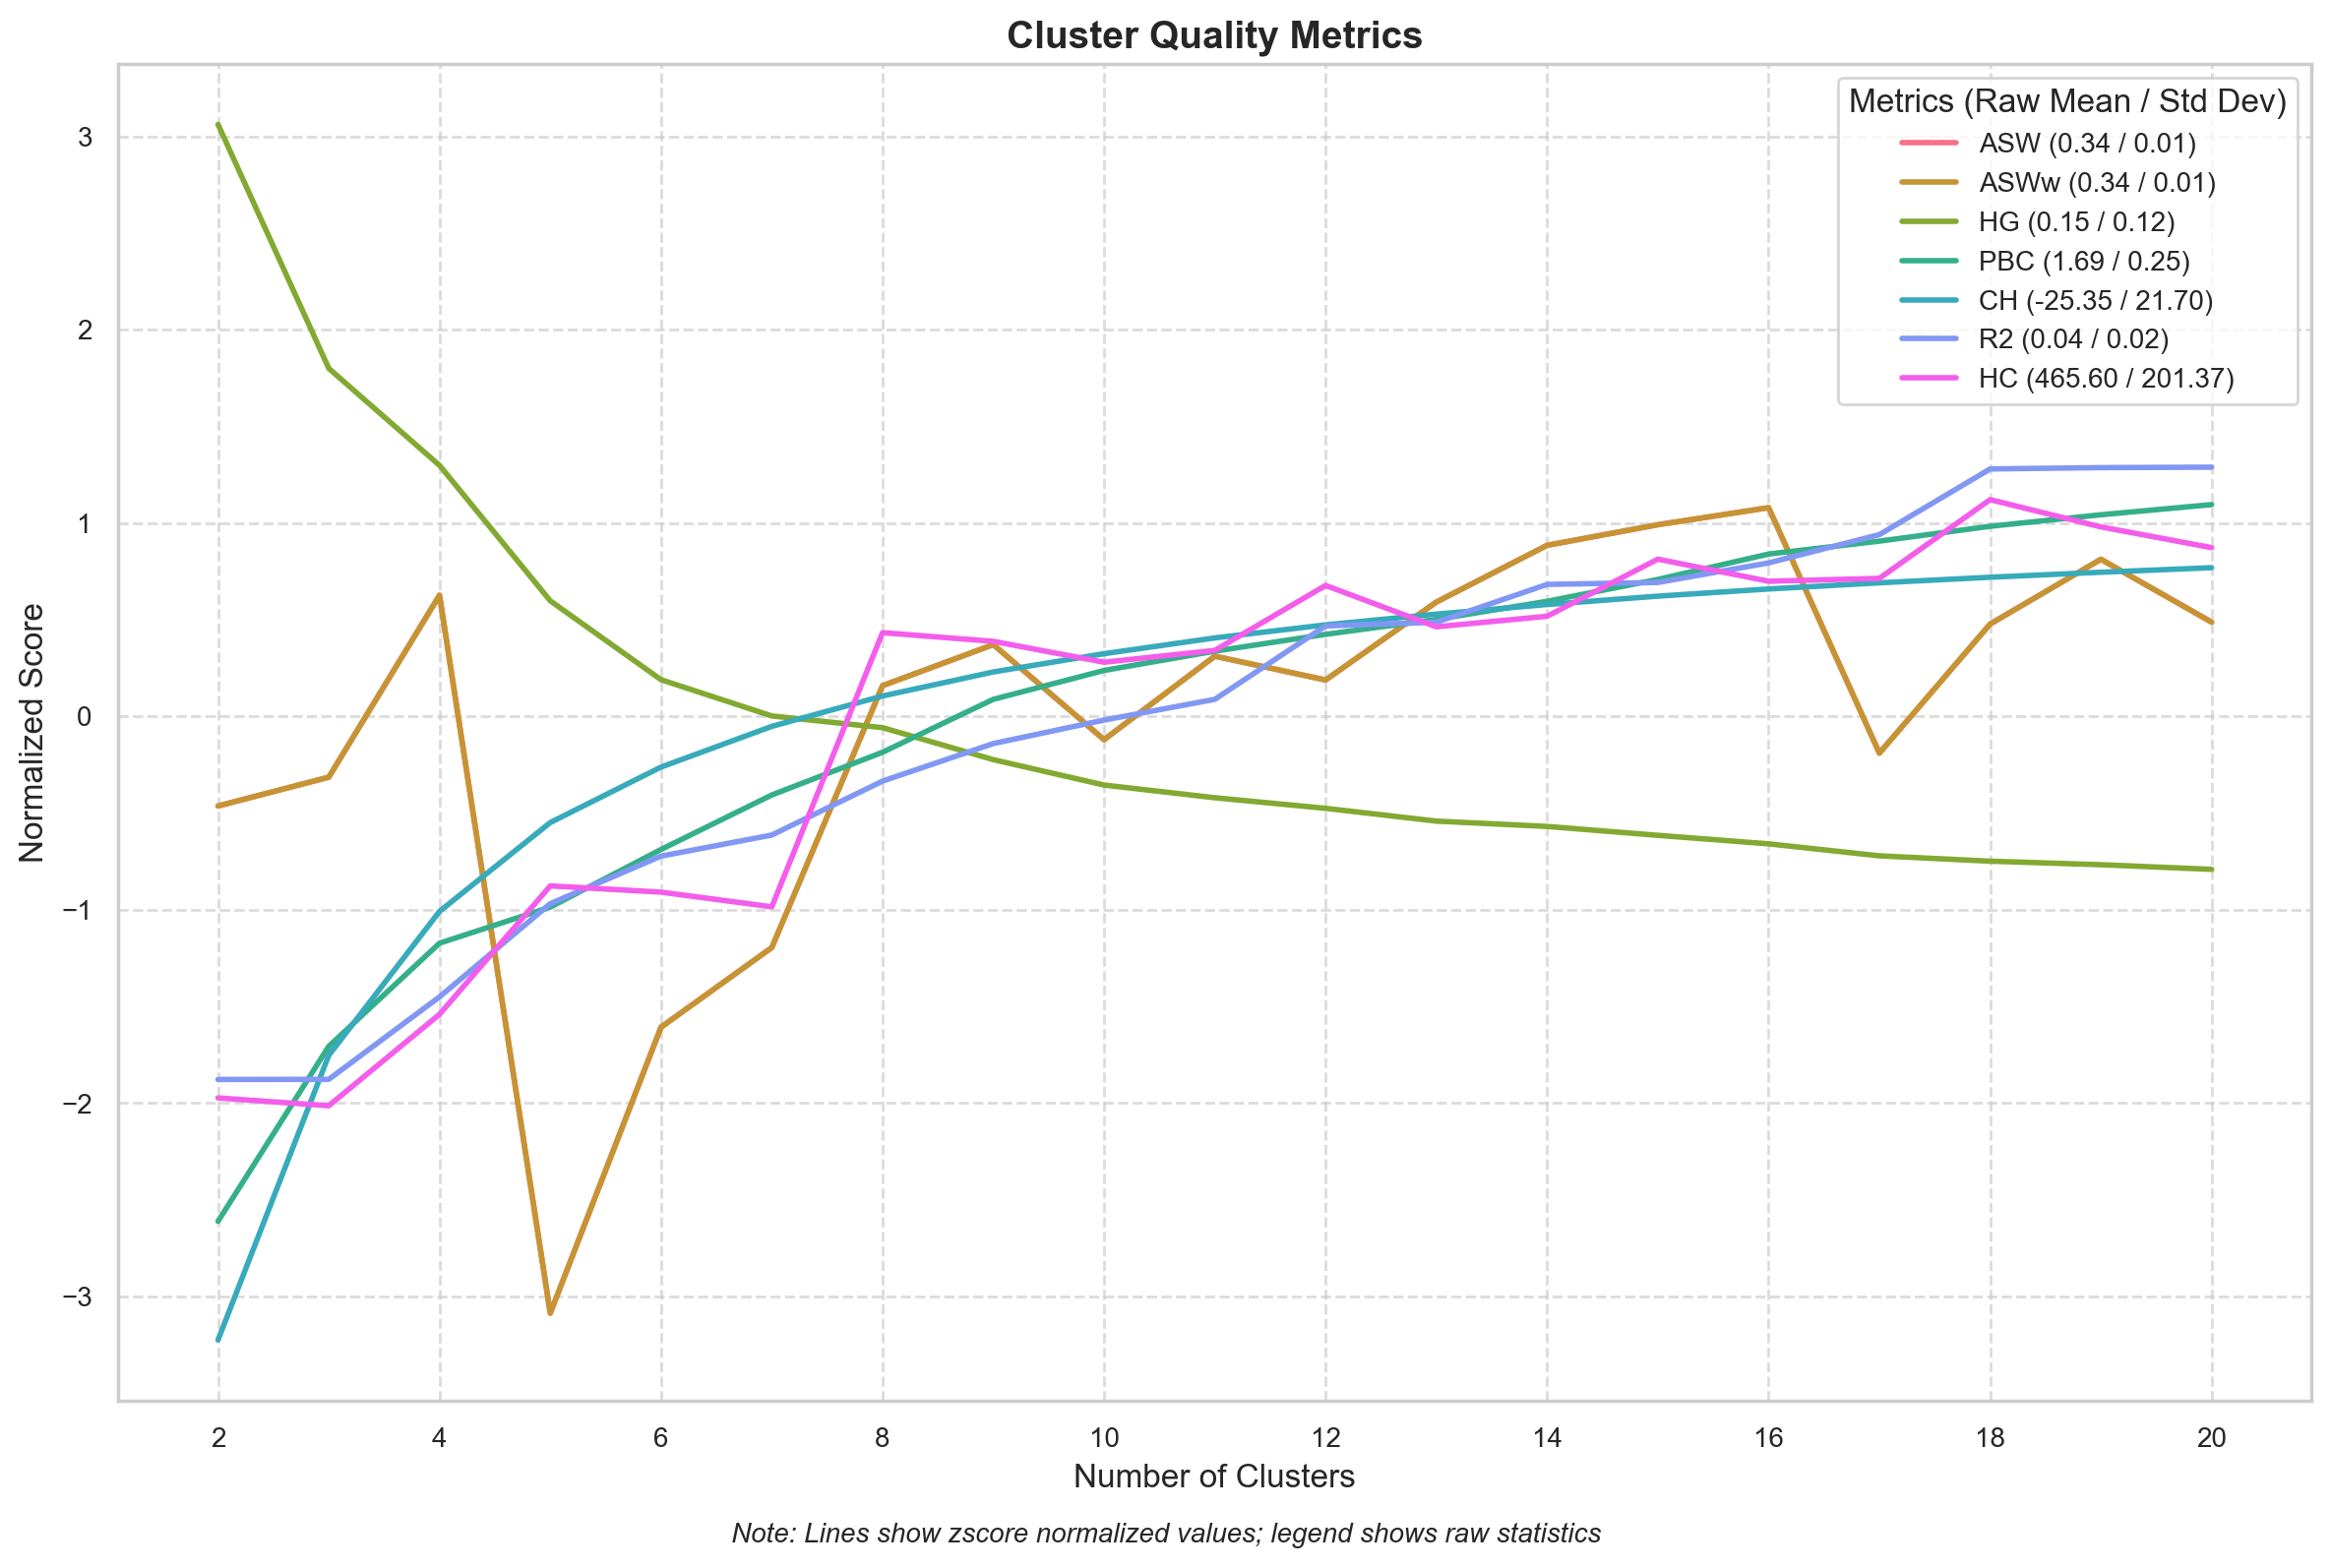 Cluster Quality Metrics
Metrics (Raw Mean / Std Dev)
ASW (0.34 / 0.01)
ASWw (0.34 / 0.01)
HG (0.15 / 0.12)
PBC (1.69 / 0.25)
CH (-25.35 / 21.70)
R2 (0.04 / 0.02)
HC (465.60 / 201.37)
Normalized Score
3
2
1
0
−1
−2
−3
2 4 6 8 10 12 14 16 18 20
Number of Clusters
Note: Lines show zscore normalized values; legend shows raw statistics